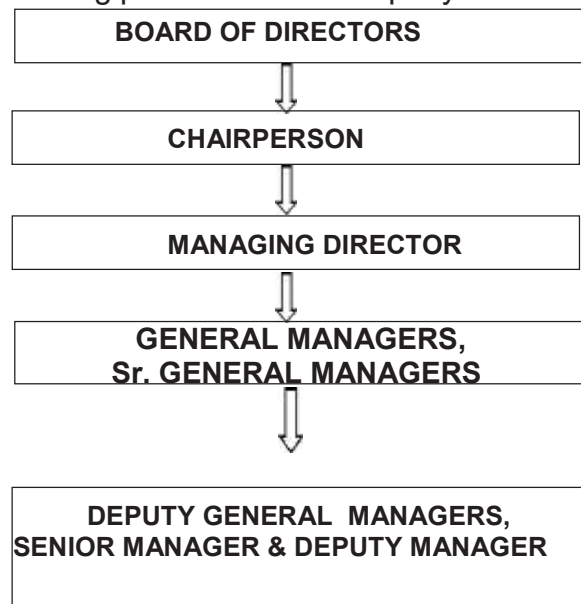 BOARD OF DIRECTORS
CHAIRPERSON
MANAGING DIRECTOR
GENERAL MANAGERS,
Sr. GENERAL MANAGERS
DEPUTY GENERAL MANAGERS,
SENIOR MANAGER & DEPUTY MANAGER